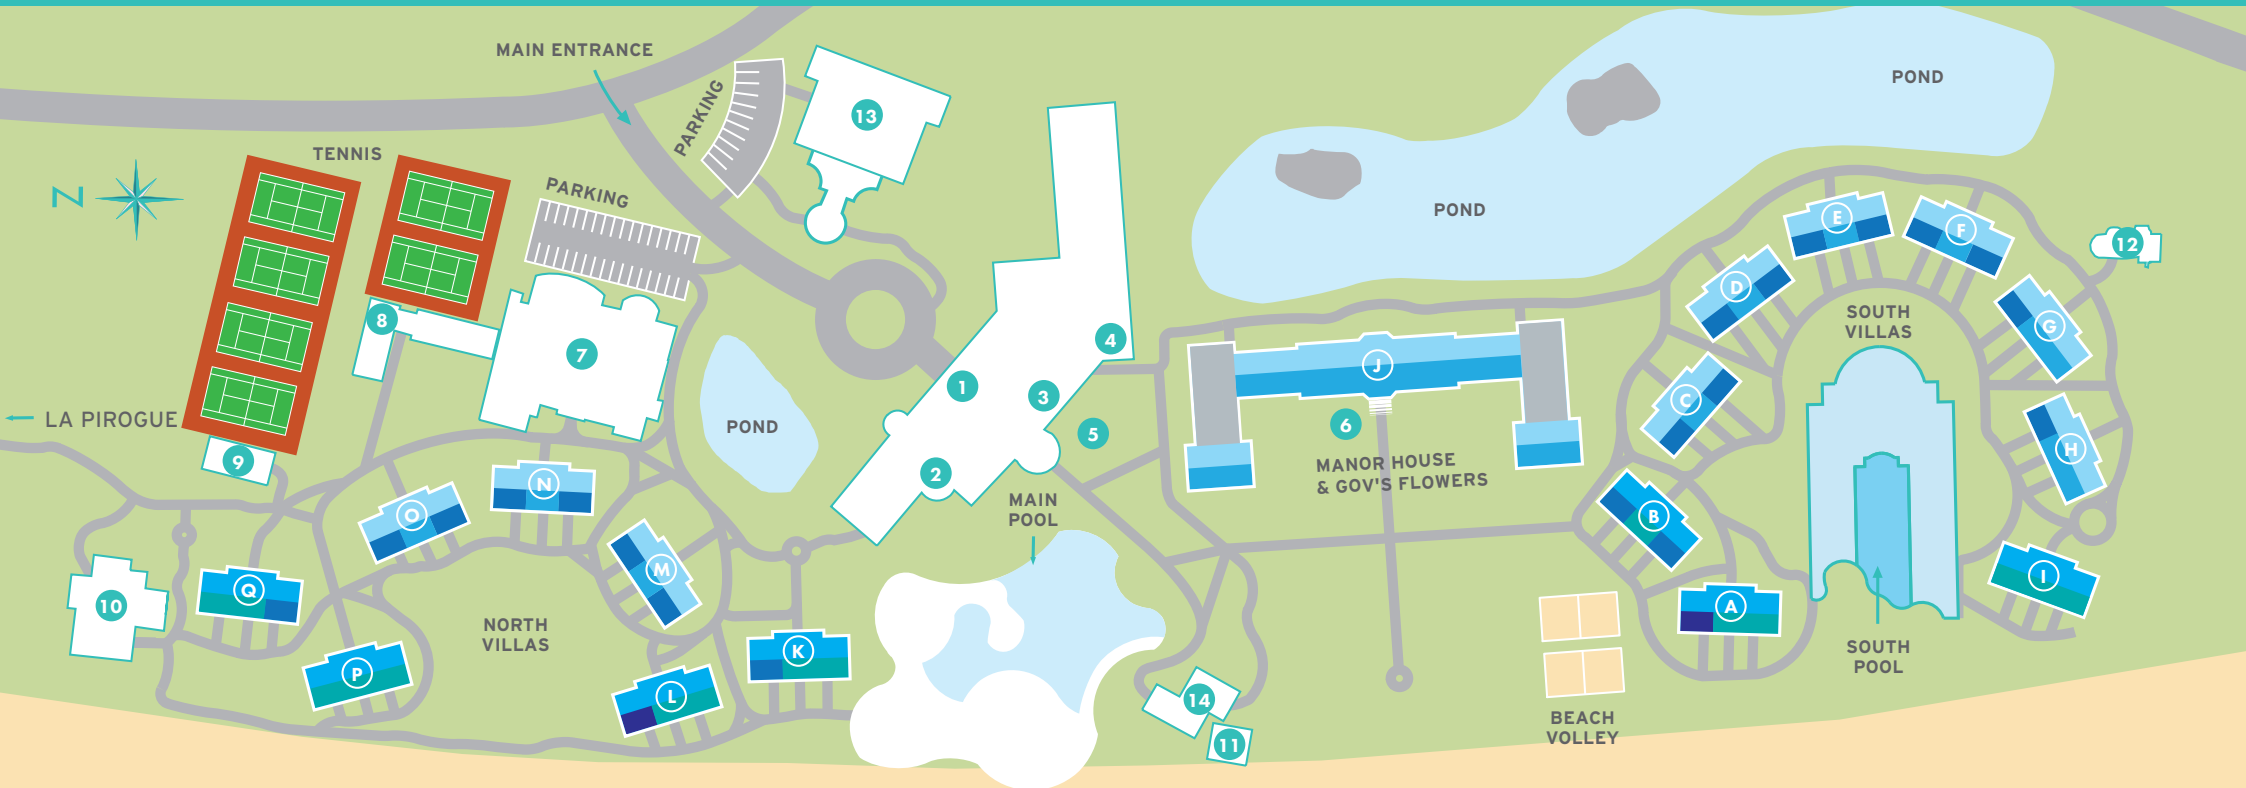 MAIN ENTRANCE
PARKING
13
POND
TENNIS
N
PARKING
POND
E
F
12
D
SOUTH
VILLAS
G
8
7
4
J
1
3
C
LA PIROGUE
POND
5
6
H
9
2
MANOR HOUSE
& GOV'S FLOWERS
N
MAIN
POOL
O
B
M
Q
10
I
A
NORTH
VILLAS
K
P
L
SOUTH
POOL
14
11
BEACH
VOLLEY